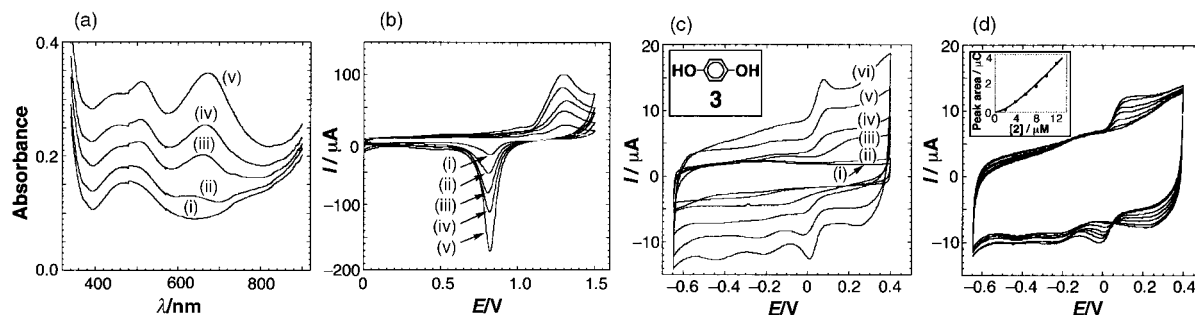 (a)
0.4
0.2
0.0
Absorbance
400 600 800
λ/nm
(v)
(iv)
(iii)
(ii)
(i)
(b)
100
0
−100
−200
I / μA
0 0.5 1.0 1.5
E/V
(i)
(ii)
(iii)
(iv)
(v)
(c)
20
10
0
−10
I / μA
−0.6 −0.4 −0.2 0 0.2 0.4
E/V
HO OH
3
(vi)
(v)
(iv)
(iii)
(ii)
(i)
(d)
20
10
0
−10
I / μA
−0.6 −0.4 −0.2 0 0.2 0.4
E/V
Peak area / μC
4
2
0
0 4 8 12
[2] / μM